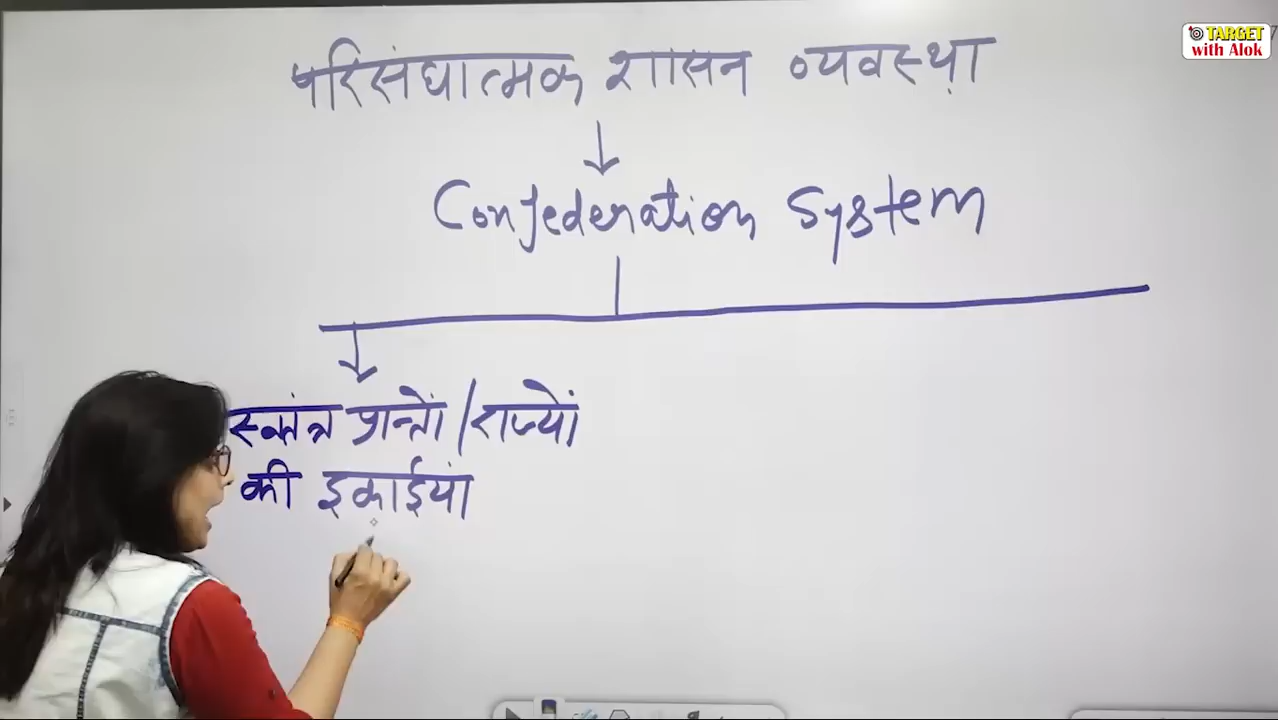 परिसंघात्मक शासन व्यवस्था
Confederation System
स्वतंत्र प्रान्तों/राज्यों
की इकाईयां
TARGET
with Alok